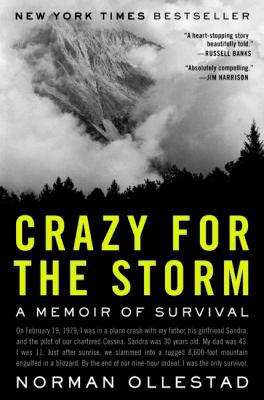 NEW YORK TIMES BESTSELLER
"A heart-stopping story
beautifully told."
—RUSSELL BANKS
"Absolutely compelling."
—JIM HARRISON
CRAZY FOR
THE STORM
A MEMOIR OF SURVIVAL
On February 19, 1979, I was in a plane crash with my father, his girlfriend Sandra,
and the pilot of our chartered Cessna. Sandra was 30 years old. My dad was 43.
I was 11. Just after sunrise, we slammed into a rugged 8,600-foot mountain
engulfed in a blizzard. By the end of our nine-hour ordeal, I was the only survivor.
NORMAN OLLESTAD